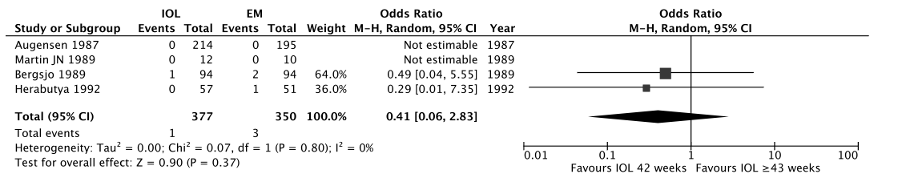 IOL EM Odds Ratio Odds Ratio
Study or Subgroup Events Total Events Total Weight M-H, Random, 95% CI Year M-H, Random, 95% CI
Augensen 1987 0 214 0 195 Not estimable 1987
Martin JN 1989 0 12 0 10 Not estimable 1989
Bergsjo 1989 1 94 2 94 64.0% 0.49 [0.04, 5.55] 1989
Herabutya 1992 0 57 1 51 36.0% 0.29 [0.01, 7.35] 1992
Total (95% CI) 377 350 100.0% 0.41 [0.06, 2.83]
Total events 1 3
Heterogeneity: Tau² = 0.00; Chi² = 0.07, df = 1 (P = 0.80); I² = 0%
Test for overall effect: Z = 0.90 (P = 0.37)
0.01 0.1 1 10 100
Favours IOL 42 weeks Favours IOL ≥43 weeks